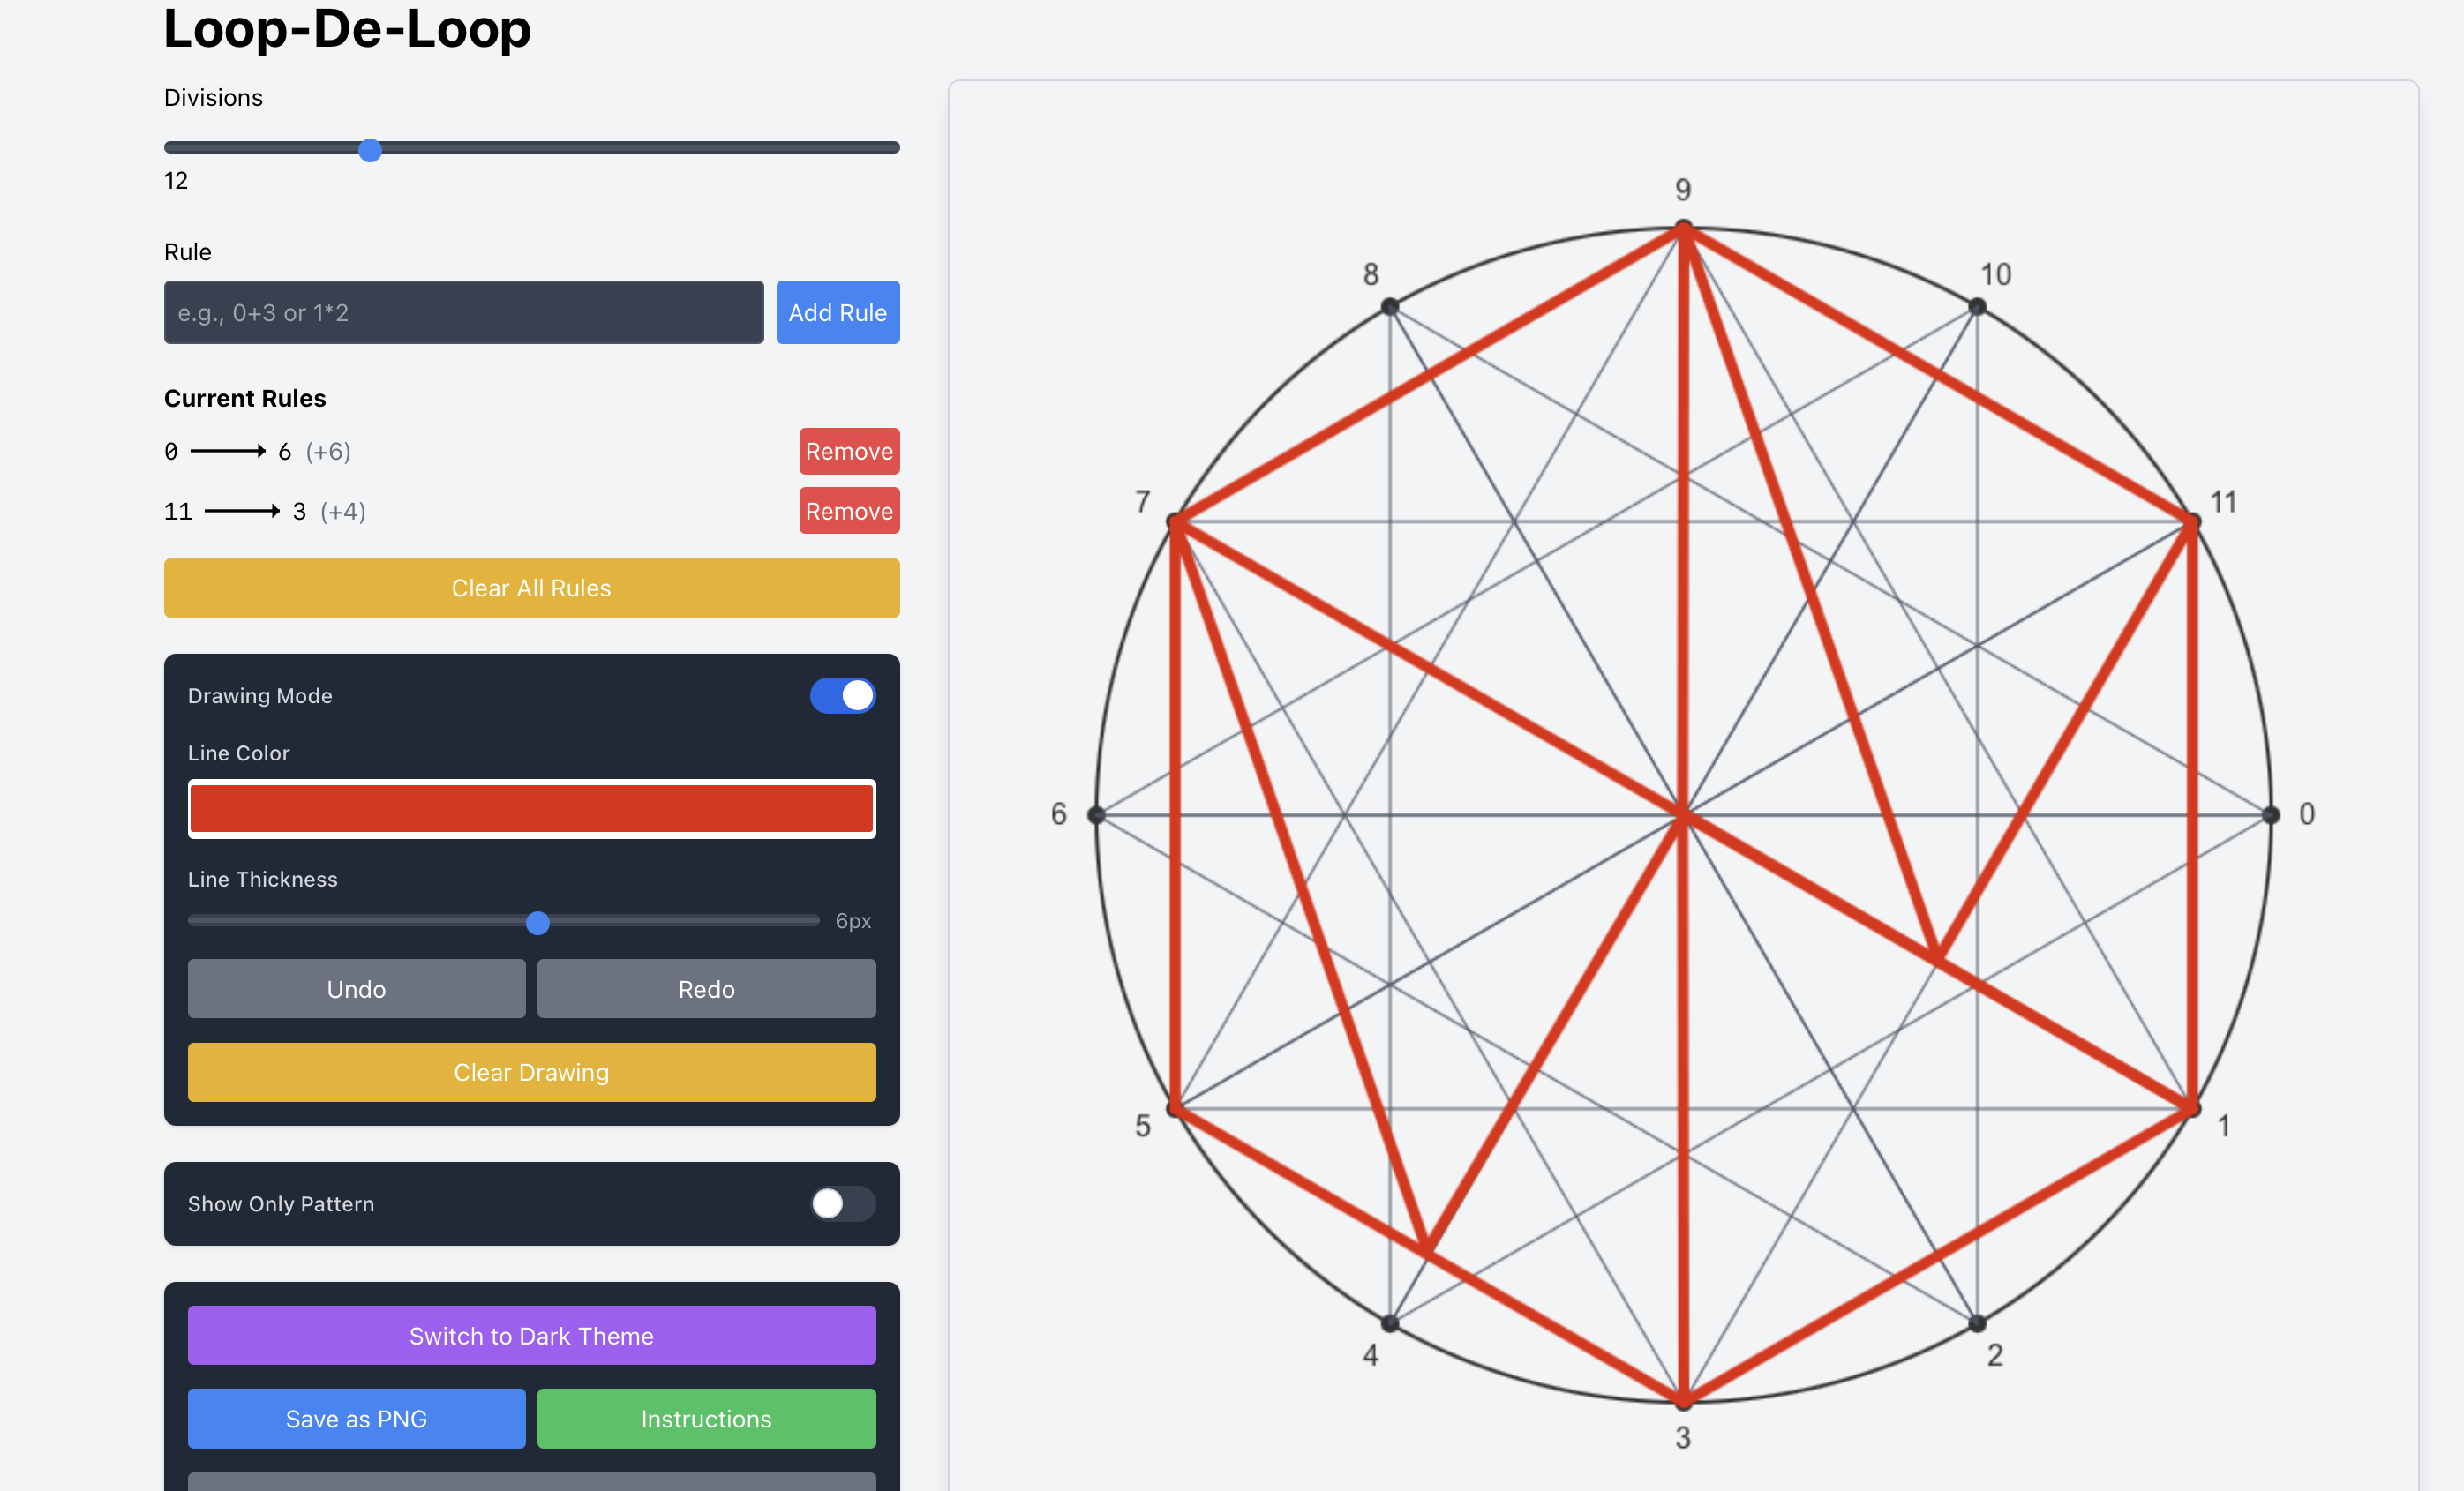 Loop-De-Loop
Divisions
12
Rule
e.g., 0+3 or 1*2
Add Rule
Current Rules
0 ⟶ 6 (+6)
Remove
11 ⟶ 3 (+4)
Remove
Clear All Rules
Drawing Mode
Line Color
Line Thickness
6px
Undo
Redo
Clear Drawing
Show Only Pattern
Switch to Dark Theme
Save as PNG
Instructions
9
8
10
7
11
6
0
5
1
4
2
3